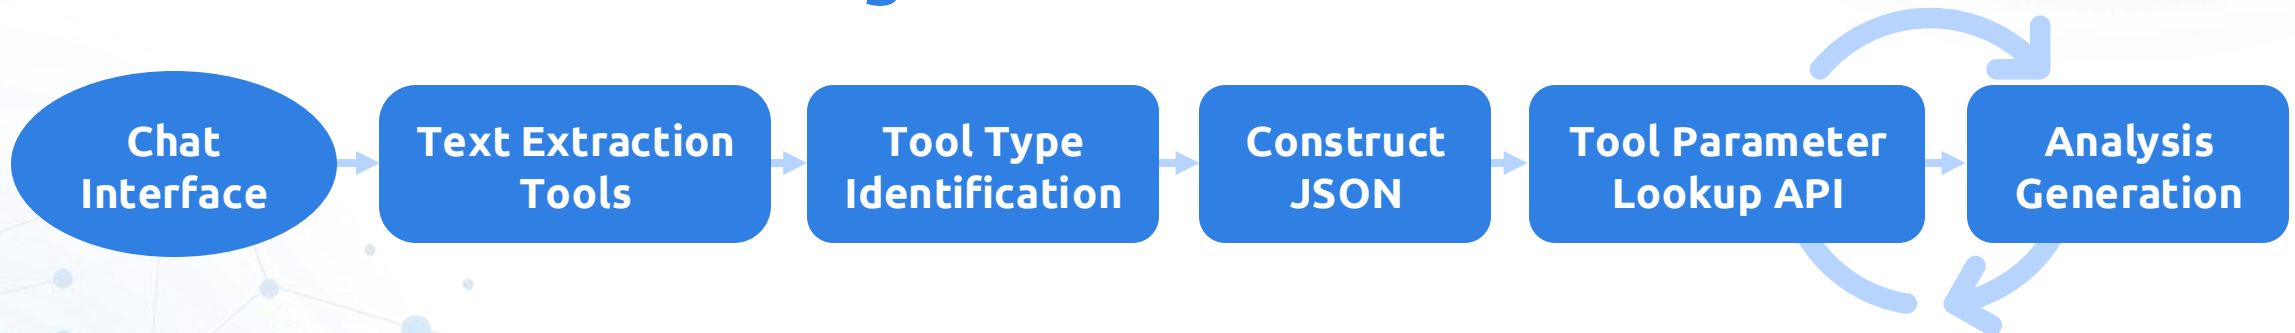 Chat
Interface
Text Extraction
Tools
Tool Type
Identification
Construct
JSON
Tool Parameter
Lookup API
Analysis
Generation